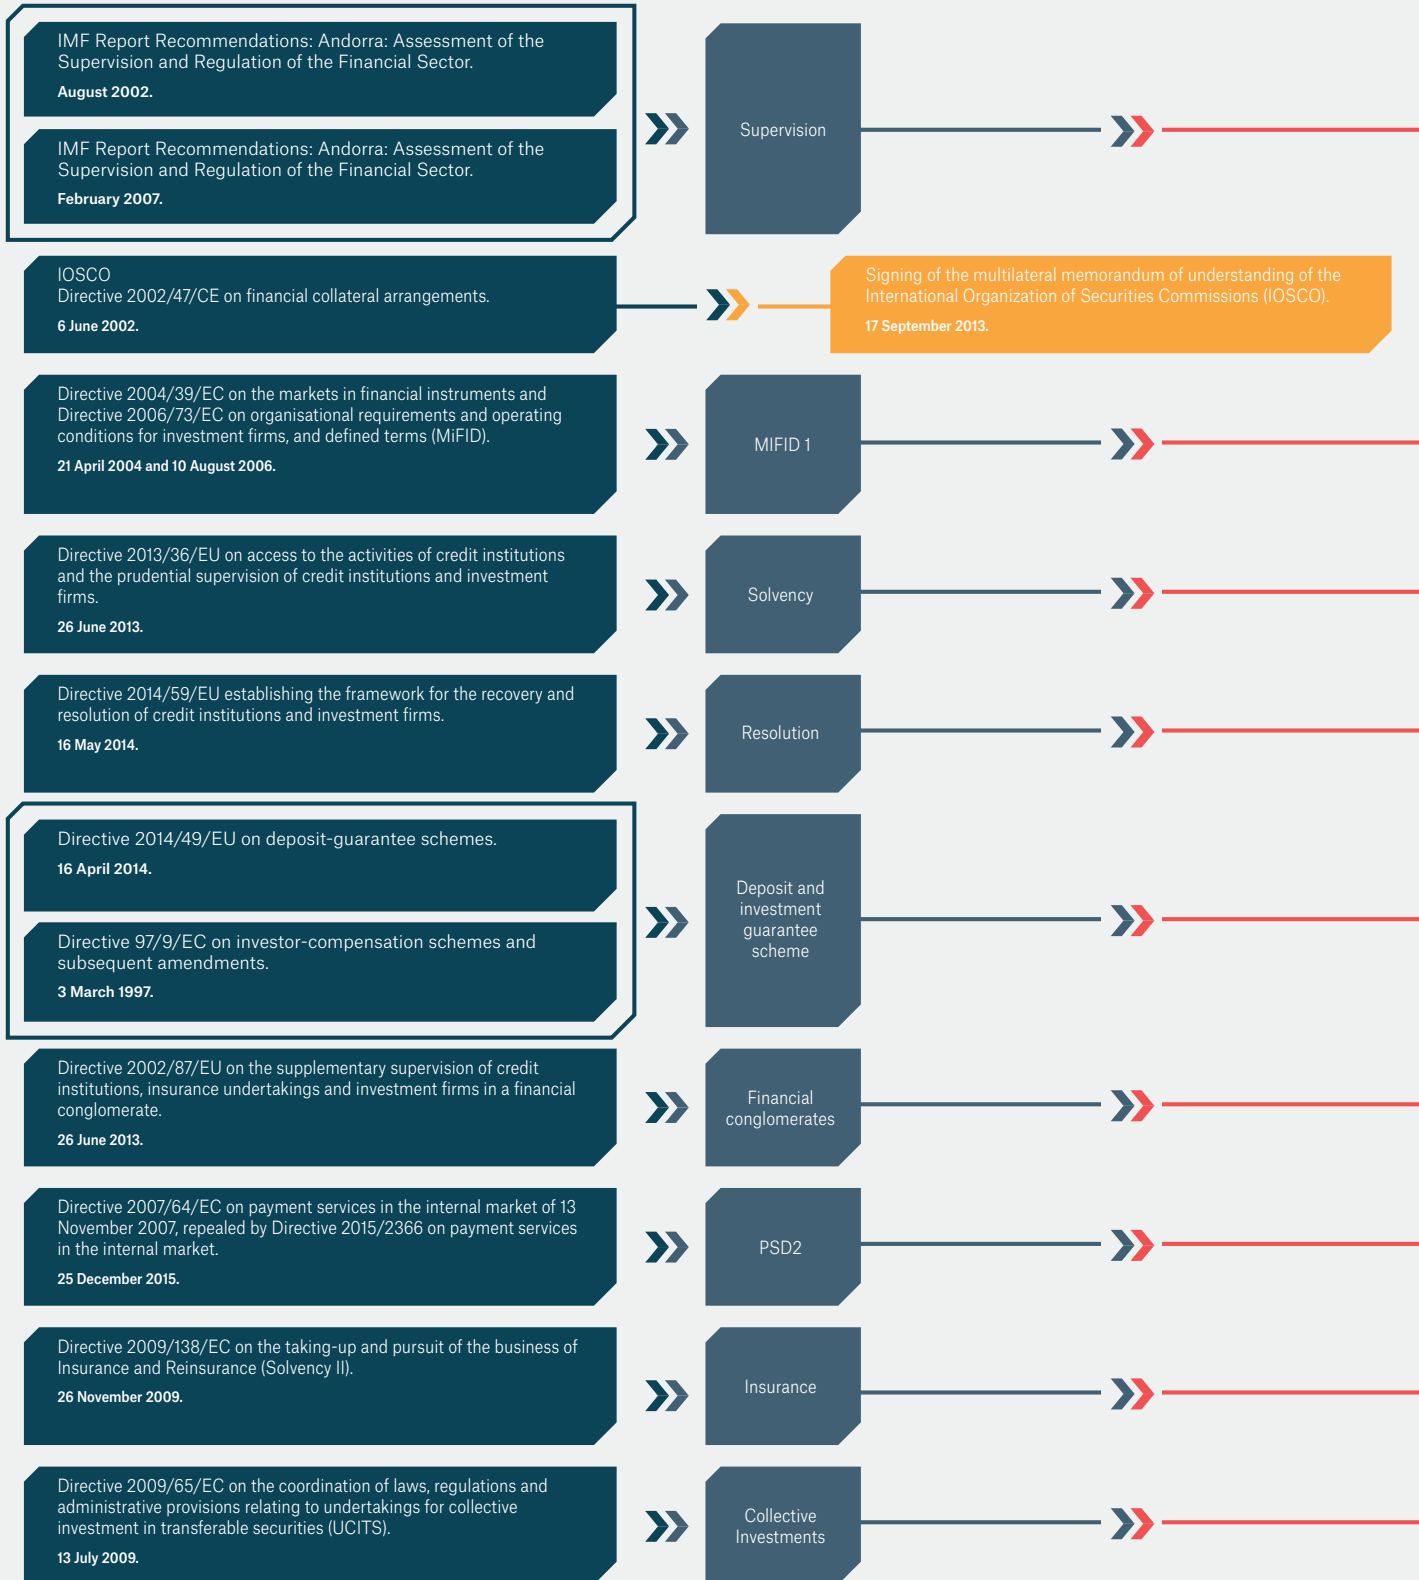 IMF Report Recommendations: Andorra: Assessment of the
Supervision and Regulation of the Financial Sector.
August 2002.
IMF Report Recommendations: Andorra: Assessment of the
Supervision and Regulation of the Financial Sector.
February 2007.
Supervision
IOSCO
Directive 2002/47/CE on financial collateral arrangements.
6 June 2002.
Signing of the multilateral memorandum of understanding of the
International Organization of Securities Commissions (IOSCO).
17 September 2013.
Directive 2004/39/EC on the markets in financial instruments and
Directive 2006/73/EC on organisational requirements and operating
conditions for investment firms, and defined terms (MiFID).
21 April 2004 and 10 August 2006.
MIFID 1
Directive 2013/36/EU on access to the activities of credit institutions
and the prudential supervision of credit institutions and investment
firms.
26 June 2013.
Solvency
Directive 2014/59/EU establishing the framework for the recovery and
resolution of credit institutions and investment firms.
16 May 2014.
Resolution
Directive 2014/49/EU on deposit-guarantee schemes.
16 April 2014.
Directive 97/9/EC on investor-compensation schemes and
subsequent amendments.
3 March 1997.
Deposit and
investment
guarantee
scheme
Directive 2002/87/EU on the supplementary supervision of credit
institutions, insurance undertakings and investment firms in a financial
conglomerate.
26 June 2013.
Financial
conglomerates
Directive 2007/64/EC on payment services in the internal market of 13
November 2007, repealed by Directive 2015/2366 on payment services
in the internal market.
25 December 2015.
PSD2
Directive 2009/138/EC on the taking-up and pursuit of the business of
Insurance and Reinsurance (Solvency II).
26 November 2009.
Insurance
Directive 2009/65/EC on the coordination of laws, regulations and
administrative provisions relating to undertakings for collective
investment in transferable securities (UCITS).
13 July 2009.
Collective
Investments